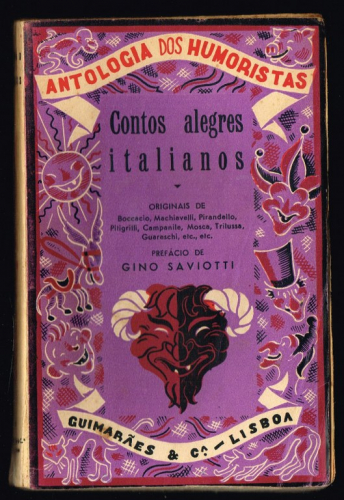 ANTOLOGIA DOS HUMORISTAS
Contos alegres
italianos
ORIGINAIS DE
Boccacio, Machiavelli, Pirandello,
Pitigrilli, Campanile, Mosca, Trilussa,
Guareschi, etc., etc.
PREFÁCIO DE
GINO SAVIOTTI
GUIMARÃES & Cª - LISBOA